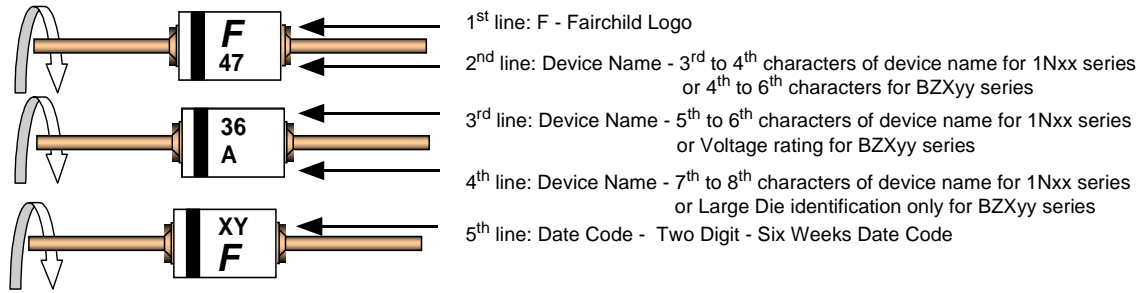 F
47
36
A
XY
F
1st line: F - Fairchild Logo
2nd line: Device Name - 3rd to 4th characters of device name for 1Nxx series
or 4th to 6th characters for BZXyy series
3rd line: Device Name - 5th to 6th characters of device name for 1Nxx series
or Voltage rating for BZXyy series
4th line: Device Name - 7th to 8th characters of device name for 1Nxx series
or Large Die identification only for BZXyy series
5th line: Date Code - Two Digit - Six Weeks Date Code